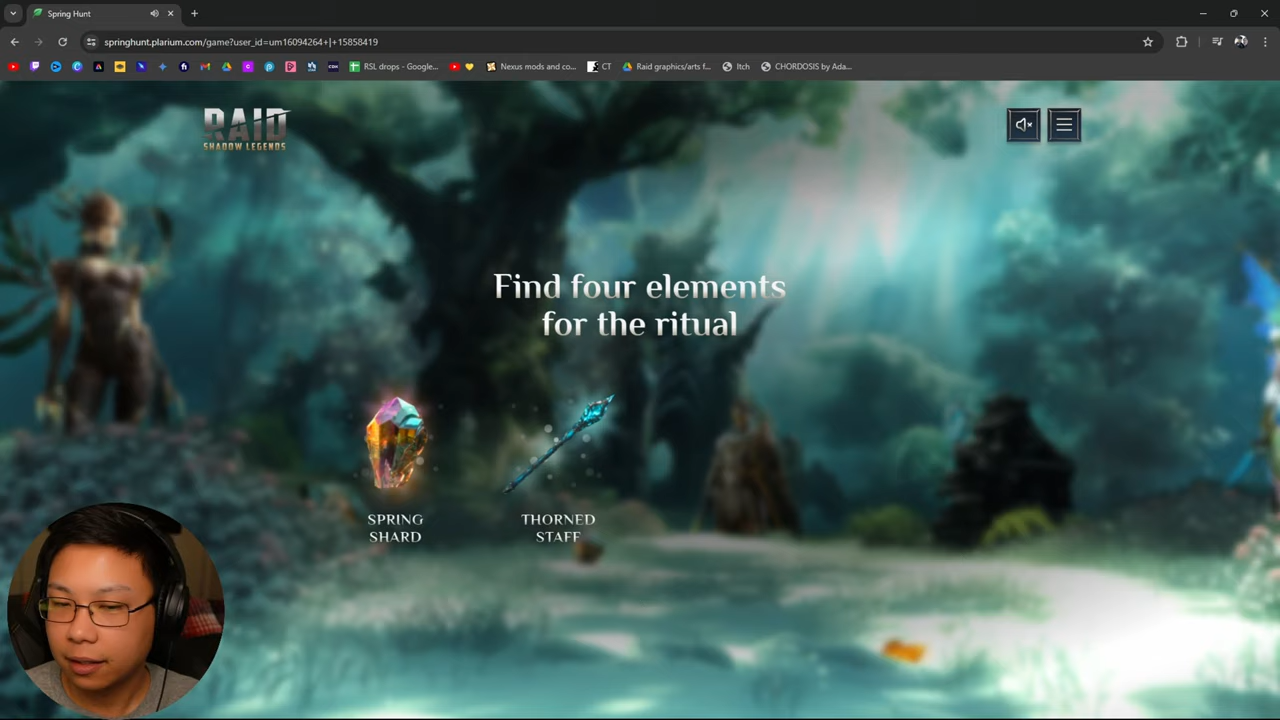 Spring Hunt
springhunt.plarium.com/game?user_id=um16094264+|+15858419
RSL drops - Google...
Nexus mods and co...
CT
Raid graphics/arts f...
Itch
CHORDOSIS by Ada...
RAID
SHADOW LEGENDS
Find four elements
for the ritual
SPRING
SHARD
THORNED
STAFF